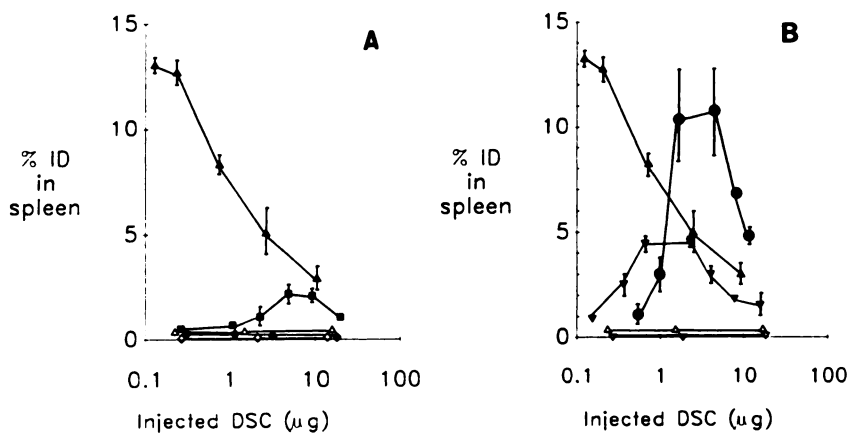 A
15
10
5
0
% ID
in
spleen
0.1 1 10 100
Injected DSC (μg)
B
15
10
5
0
% ID
in
spleen
0.1 1 10 100
Injected DSC (μg)